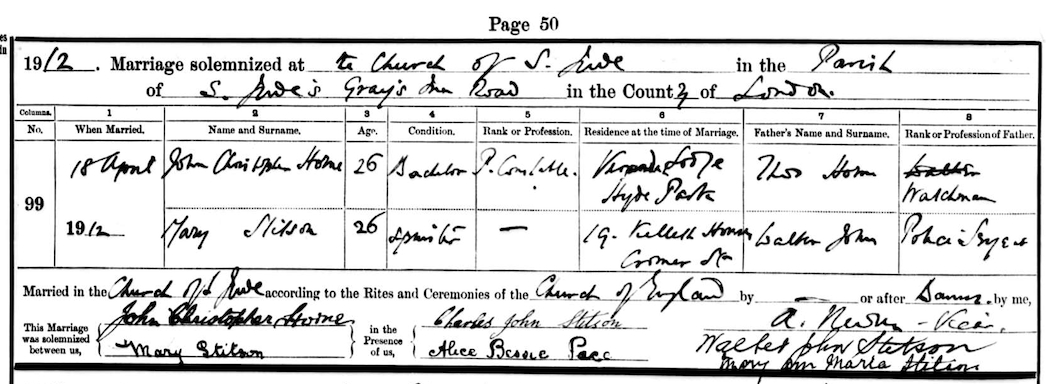 Page 50
1912. Marriage solemnized at the Church of S. Jude in the Parish
of S. Jude's Gray's Inn Road in the County of London.
Columns. 1 2 3 4 5 6 7 8
No. When Married. Name and Surname. Age. Condition. Rank or Profession. Residence at the time of Marriage. Father's Name and Surname. Rank or Profession of Father.
99
18 April John Christopher Horne 26 Bachelor P. Constable. Lodge Hyde Park Thos Horne Watchman
1912 Mary Stitson 26 Spinster — 19. Kelleth Houses Cromer St Walter John Police Sergeant
Married in the Church of S. Jude according to the Rites and Ceremonies of the Church of England by — or after Banns by me,
This Marriage was solemnized between us, John Christopher Horne in the Presence of us, Charles John Stitson A. - Vicar.
Mary Stitson Alice Bessie Pace Walter John Stitson
Mary Ann Maria Stitson